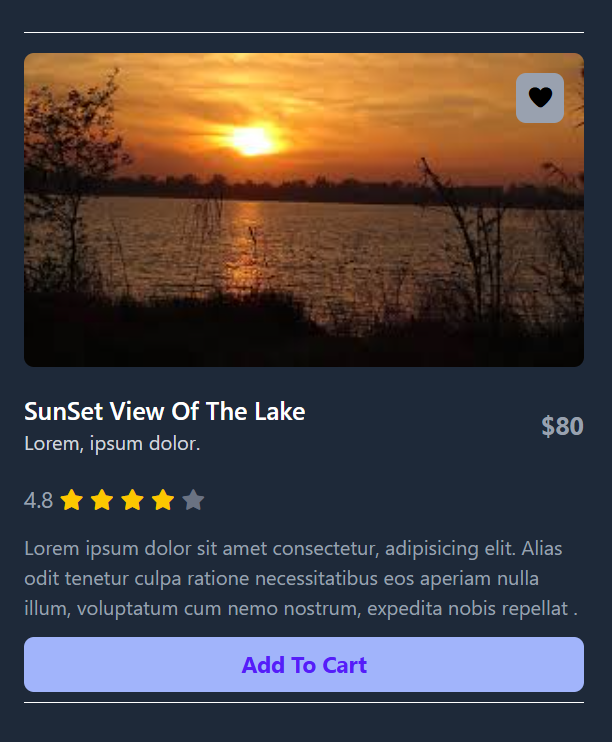 SunSet View Of The Lake
$80
Lorem, ipsum dolor.
4.8
Lorem ipsum dolor sit amet consectetur, adipisicing elit. Alias
odit tenetur culpa ratione necessitatibus eos aperiam nulla
illum, voluptatum cum nemo nostrum, expedita nobis repellat .
Add To Cart